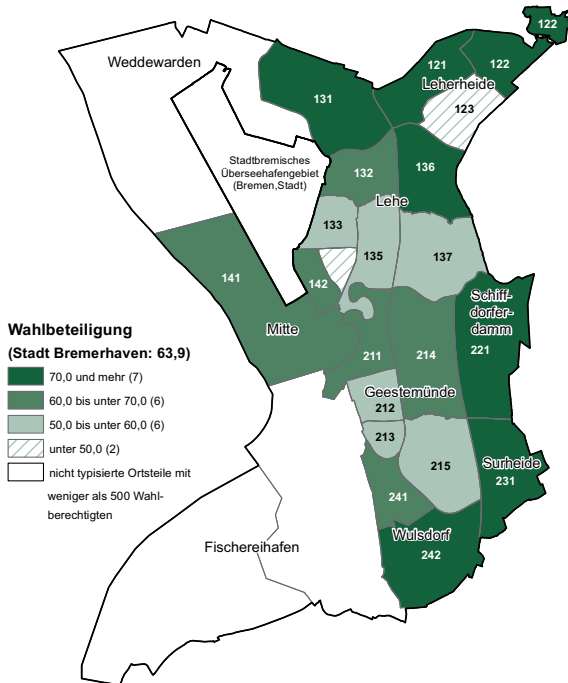 122
Weddewarden
121
122
Leherheide
131
123
Stadtbremisches
Überseehafengebiet
(Bremen,Stadt)
132
136
Lehe
133
135
137
141
142
Mitte
Schiff-
dorfer-
damm
221
211
214
Geestemünde
212
213
215
Surheide
231
241
Wulsdorf
242
Fischereihafen
Wahlbeteiligung
(Stadt Bremerhaven: 63,9)
70,0 und mehr (7)
60,0 bis unter 70,0 (6)
50,0 bis unter 60,0 (6)
unter 50,0 (2)
nicht typisierte Ortsteile mit
weniger als 500 Wahl-
berechtigten